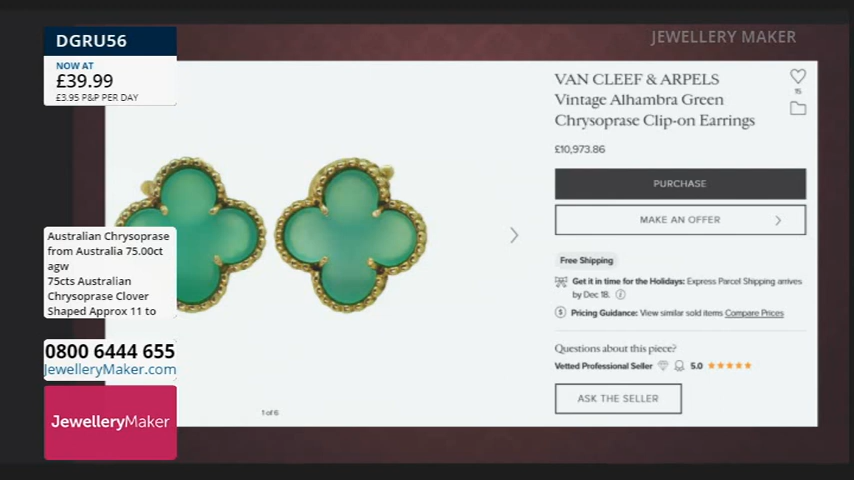 DGRU56
NOW AT
£39.99
£3.95 P&P PER DAY
JEWELLERY MAKER
VAN CLEEF & ARPELS
Vintage Alhambra Green
Chrysoprase Clip-on Earrings
15
£10,973.86
PURCHASE
MAKE AN OFFER
Free Shipping
Get it in time for the Holidays: Express Parcel Shipping arrives
by Dec 18.
Pricing Guidance: View similar sold items Compare Prices
Questions about this piece?
Vetted Professional Seller 5.0
ASK THE SELLER
1 of 6
Australian Chrysoprase
from Australia 75.00ct
agw
75cts Australian
Chrysoprase Clover
Shaped Approx 11 to
0800 6444 655
JewelleryMaker.com
JewelleryMaker